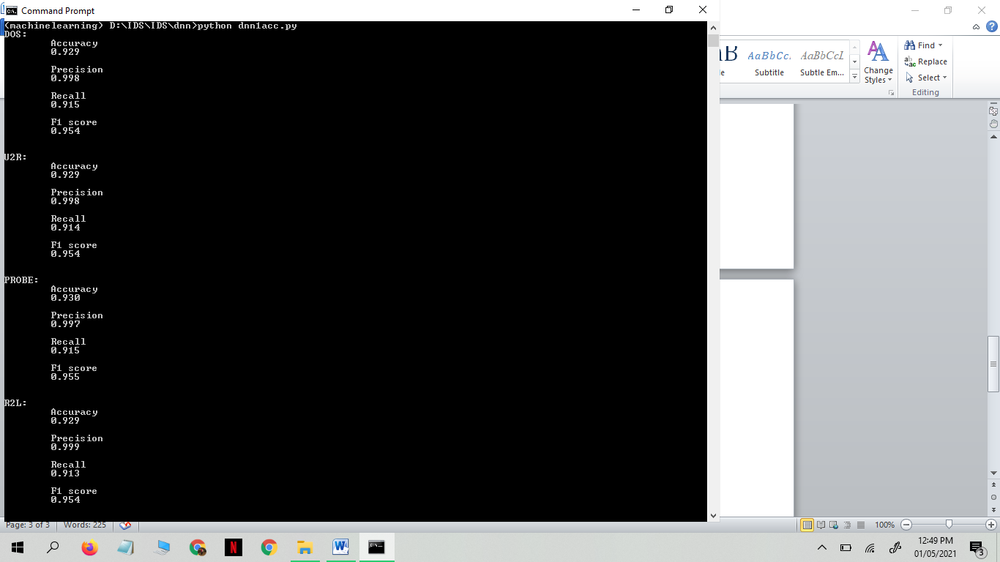 Command Prompt
(machinelearning) D:\IDS\IDS\dnn>python dnn1acc.py
DOS:
Accuracy
0.929
Precision
0.998
Recall
0.915
F1 score
0.954
U2R:
Accuracy
0.929
Precision
0.998
Recall
0.914
F1 score
0.954
PROBE:
Accuracy
0.930
Precision
0.997
Recall
0.915
F1 score
0.955
R2L:
Accuracy
0.929
Precision
0.999
Recall
0.913
F1 score
0.954
AaBbCc. AaBbCcL
Subtitle Subtle Em...
Change
Styles
Find
Replace
Select
Editing
Page: 3 of 3 Words: 225
100%
12:49 PM
01/05/2021
3